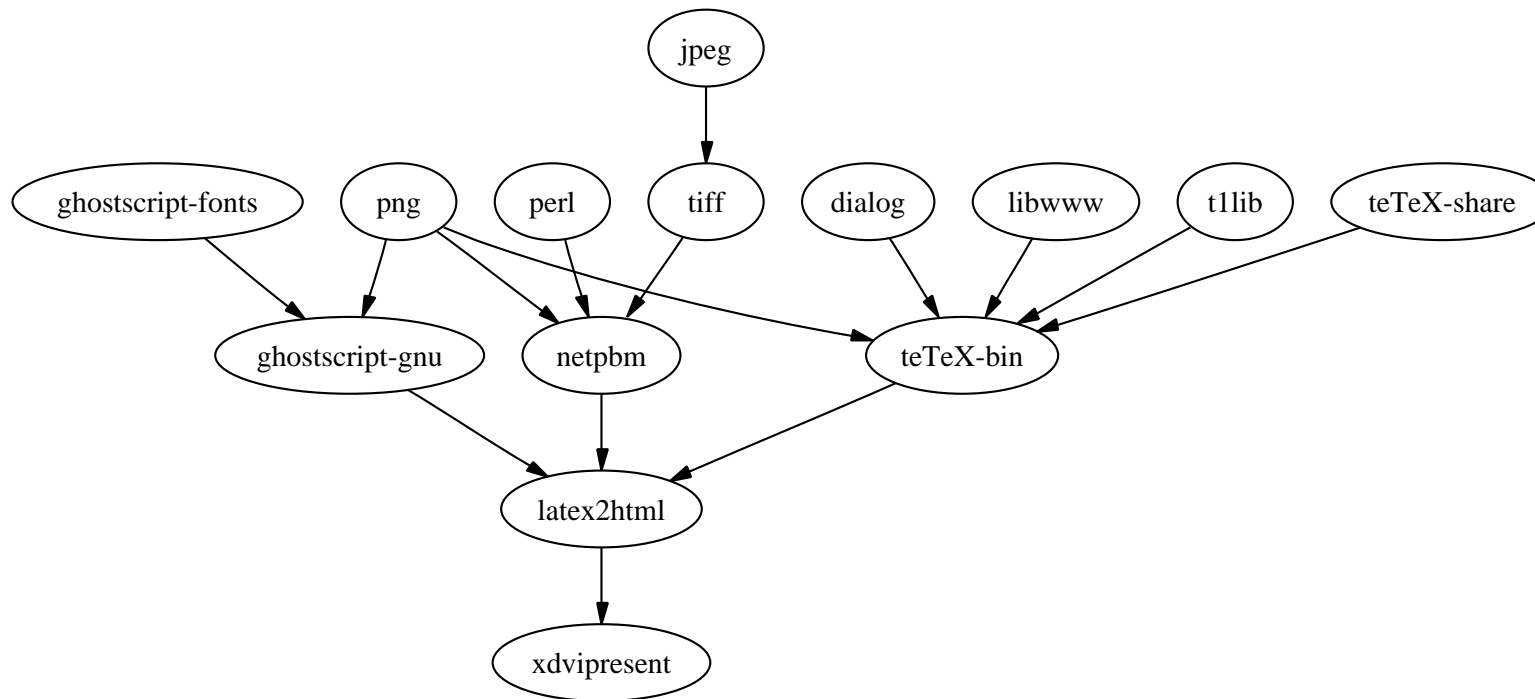 jpeg
ghostscript-fonts
png
perl
tiff
dialog
libwww
t1lib
teTeX-share
ghostscript-gnu
netpbm
teTeX-bin
latex2html
xdvipresent